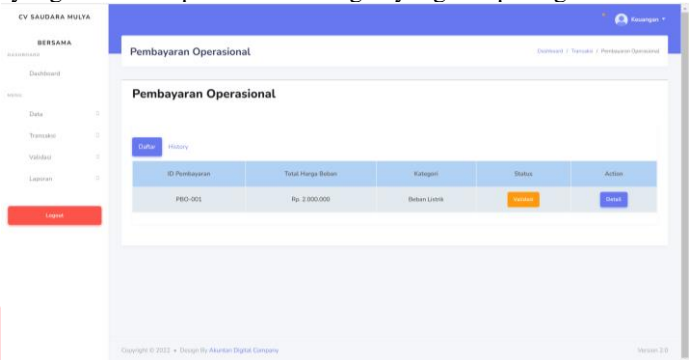 CV SAUDARA MULYA
BERSAMA
Keuangan
DASHBOARD
Dashboard
MENU
Data
Transaksi
Validasi
Laporan
Logout
Pembayaran Operasional
Dashboard / Transaksi / Pembayaran Operasional
Pembayaran Operasional
Daftar History
ID Pembayaran Total Harga Beban Kategori Status Action
PBO-001 Rp. 2.000.000 Beban Listrik Validasi Detail
Copyright © 2022 • Design By Akuntan Digital Company
Version 2.0